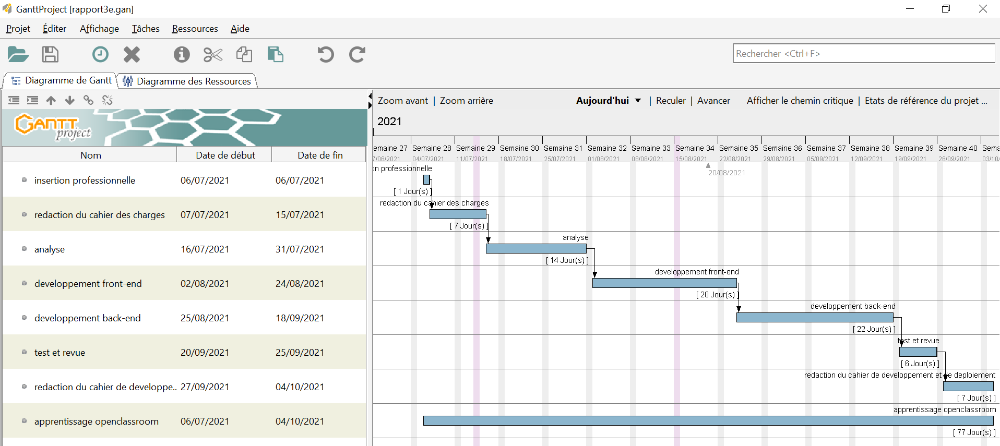 GanttProject [rapport3e.gan]
Projet Éditer Affichage Tâches Ressources Aide
Rechercher <Ctrl+F>
Diagramme de Gantt Diagramme des Ressources
Zoom avant | Zoom arrière Aujourd'hui | Reculer | Avancer Afficher le chemin critique | Etats de référence du projet ...
GANTT
project
2021
emaine 27 Semaine 28 Semaine 29 Semaine 30 Semaine 31 Semaine 32 Semaine 33 Semaine 34 Semaine 35 Semaine 36 Semaine 37 Semaine 38 Semaine 39 Semaine 40 Sema
7/06/2021 04/07/2021 11/07/2021 18/07/2021 25/07/2021 01/08/2021 08/08/2021 15/08/2021 22/08/2021 29/08/2021 05/09/2021 12/09/2021 19/09/2021 26/09/2021 03/10/
20/08/2021
Nom Date de début Date de fin
insertion professionnelle 06/07/2021 06/07/2021
redaction du cahier des charges 07/07/2021 15/07/2021
analyse 16/07/2021 31/07/2021
developpement front-end 02/08/2021 24/08/2021
developpement back-end 25/08/2021 18/09/2021
test et revue 20/09/2021 25/09/2021
redaction du cahier de developpe.. 27/09/2021 04/10/2021
apprentissage openclassroom 06/07/2021 04/10/2021
on professionnelle
[ 1 Jour(s) ]
redaction du cahier des charges
[ 7 Jour(s) ]
analyse
[ 14 Jour(s) ]
developpement front-end
[ 20 Jour(s) ]
developpement back-end
[ 22 Jour(s) ]
test et revue
[ 6 Jour(s) ]
redaction du cahier de developpement et de deploiement
[ 7 Jour(s) ]
apprentissage openclassroom
[ 77 Jour(s) ]